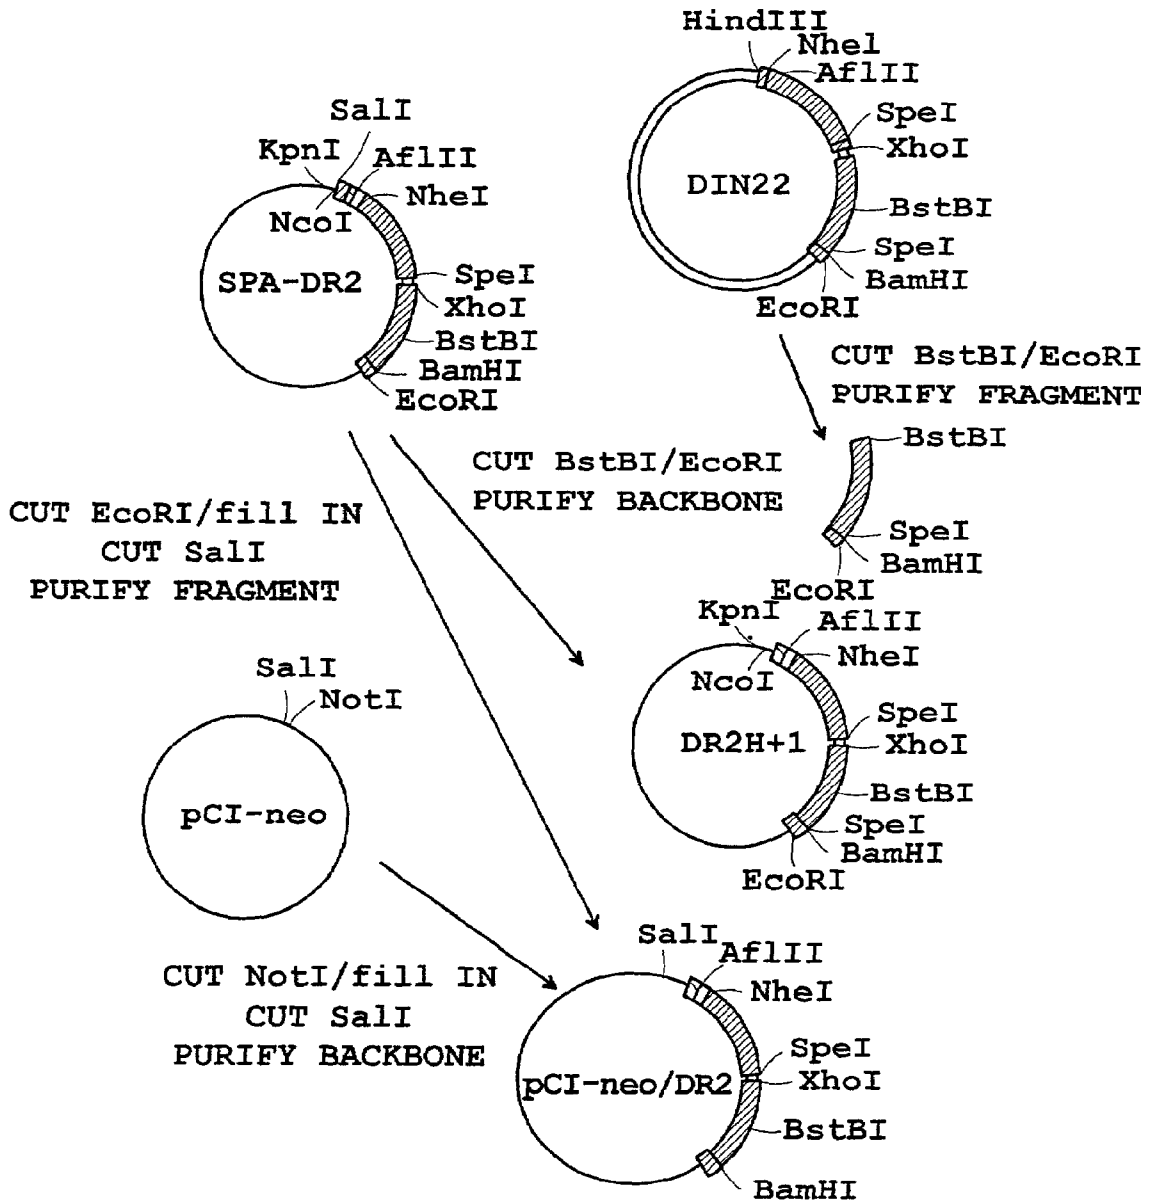 SalI
KpnI
AflII
NheI
NcoI
SPA-DR2
SpeI
XhoI
BstBI
BamHI
EcoRI
HindIII
Nhel
AflII
SpeI
XhoI
DIN22
BstBI
SpeI
BamHI
EcoRI
CUT BstBI/EcoRI
PURIFY FRAGMENT
BstBI
SpeI
BamHI
EcoRI
CUT BstBI/EcoRI
PURIFY BACKBONE
CUT EcoRI/fill IN
CUT SalI
PURIFY FRAGMENT
KpnI
AflII
NheI
NcoI
SpeI
XhoI
DR2H+1
BstBI
SpeI
BamHI
EcoRI
SalI
NotI
pCI-neo
CUT NotI/fill IN
CUT SalI
PURIFY BACKBONE
SalI
AflII
NheI
SpeI
XhoI
pCI-neo/DR2
BstBI
BamHI